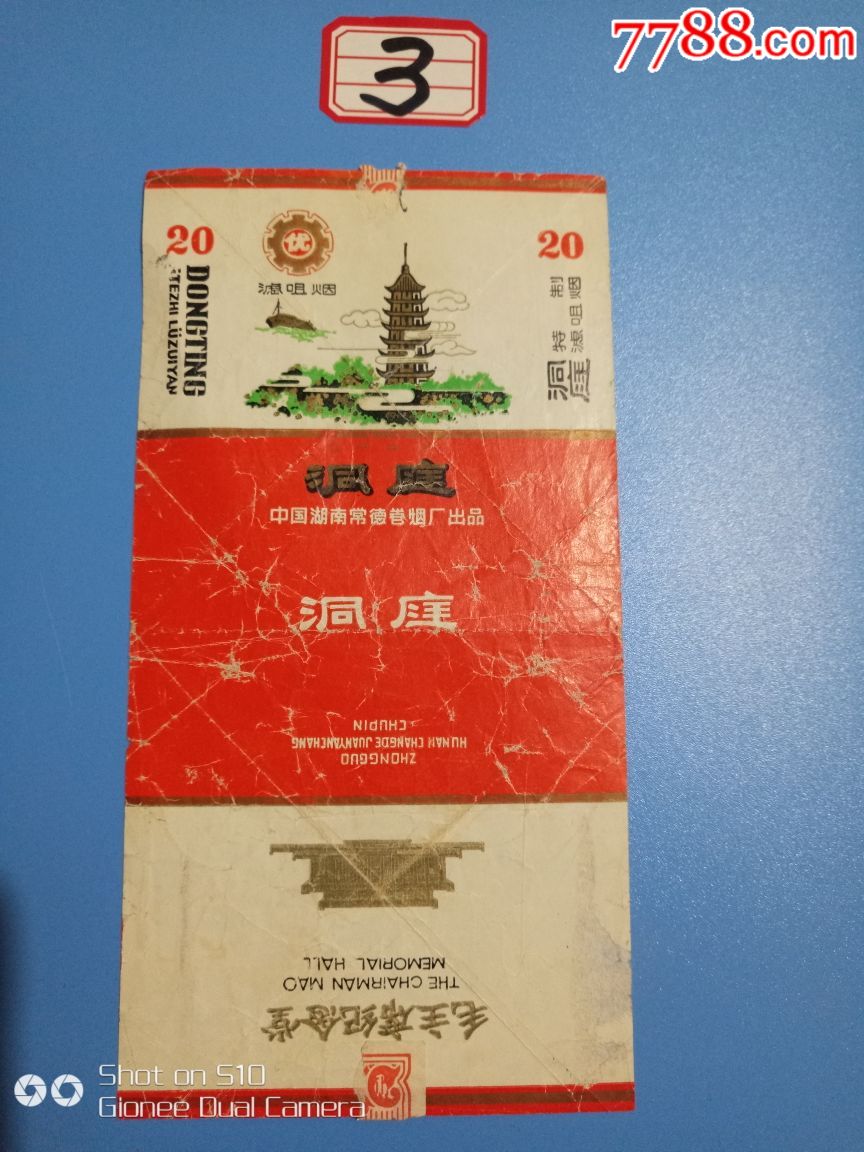 7788.com
3
20
优
20
滤咀烟
DONGTING
TEZHI LÜZUIYAN
洞庭
特制
滤咀烟
洞庭
中国湖南常德卷烟厂出品
洞庭
ZHONGGUO
HUNAN CHANGDE JUANYANCHANG
CHUPIN
毛主席纪念堂
THE CHAIRMAN MAO
MEMORIAL HALL
Shot on S10
Gionee Dual Camera